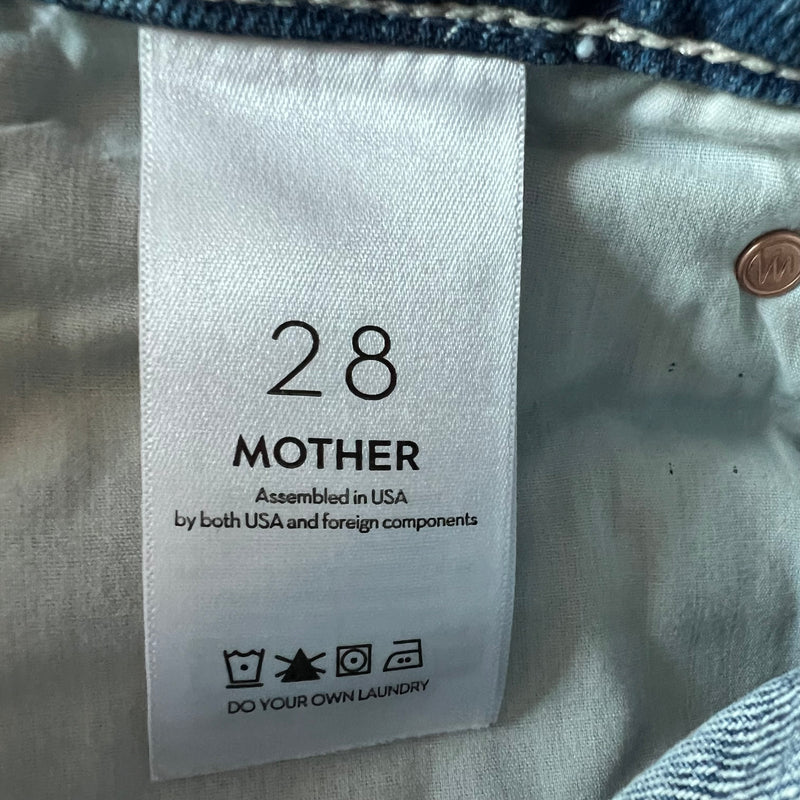 28
MOTHER
Assembled in USA
by both USA and foreign components
DO YOUR OWN LAUNDRY